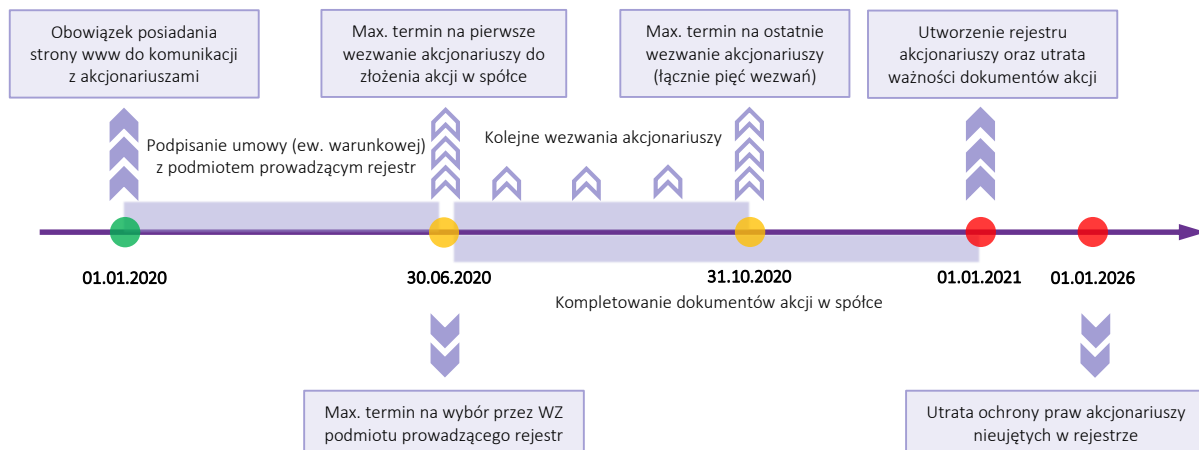 Obowiązek posiadania
strony www do komunikacji
z akcjonariuszami
Max. termin na pierwsze
wezwanie akcjonariuszy do
złożenia akcji w spółce
Max. termin na ostatnie
wezwanie akcjonariuszy
(łącznie pięć wezwań)
Utworzenie rejestru
akcjonariuszy oraz utrata
ważności dokumentów akcji
Podpisanie umowy (ew. warunkowej)
z podmiotem prowadzącym rejestr
Kolejne wezwania akcjonariuszy
01.01.2020
30.06.2020
31.10.2020
01.01.2021
01.01.2026
Kompletowanie dokumentów akcji w spółce
Max. termin na wybór przez WZ
podmiotu prowadzącego rejestr
Utrata ochrony praw akcjonariuszy
nieujętych w rejestrze